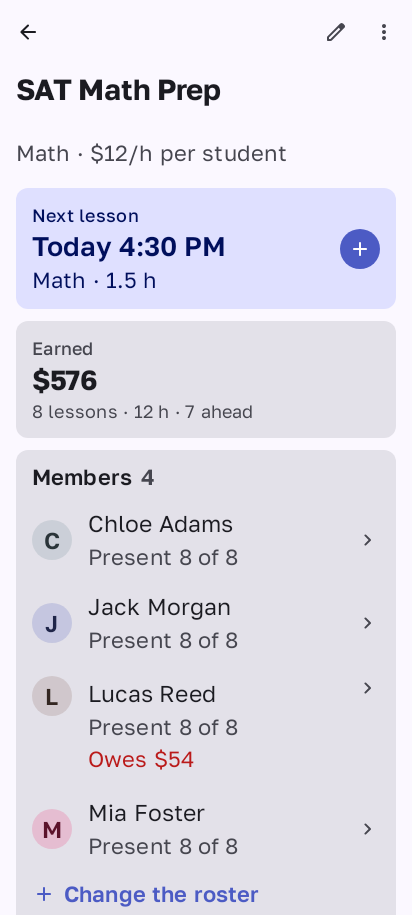 SAT Math Prep
Math · $12/h per student
Next lesson
Today 4:30 PM
Math · 1.5 h
Earned
$576
8 lessons · 12 h · 7 ahead
Members 4
C
Chloe Adams
Present 8 of 8
J
Jack Morgan
Present 8 of 8
L
Lucas Reed
Present 8 of 8
Owes $54
M
Mia Foster
Present 8 of 8
+ Change the roster